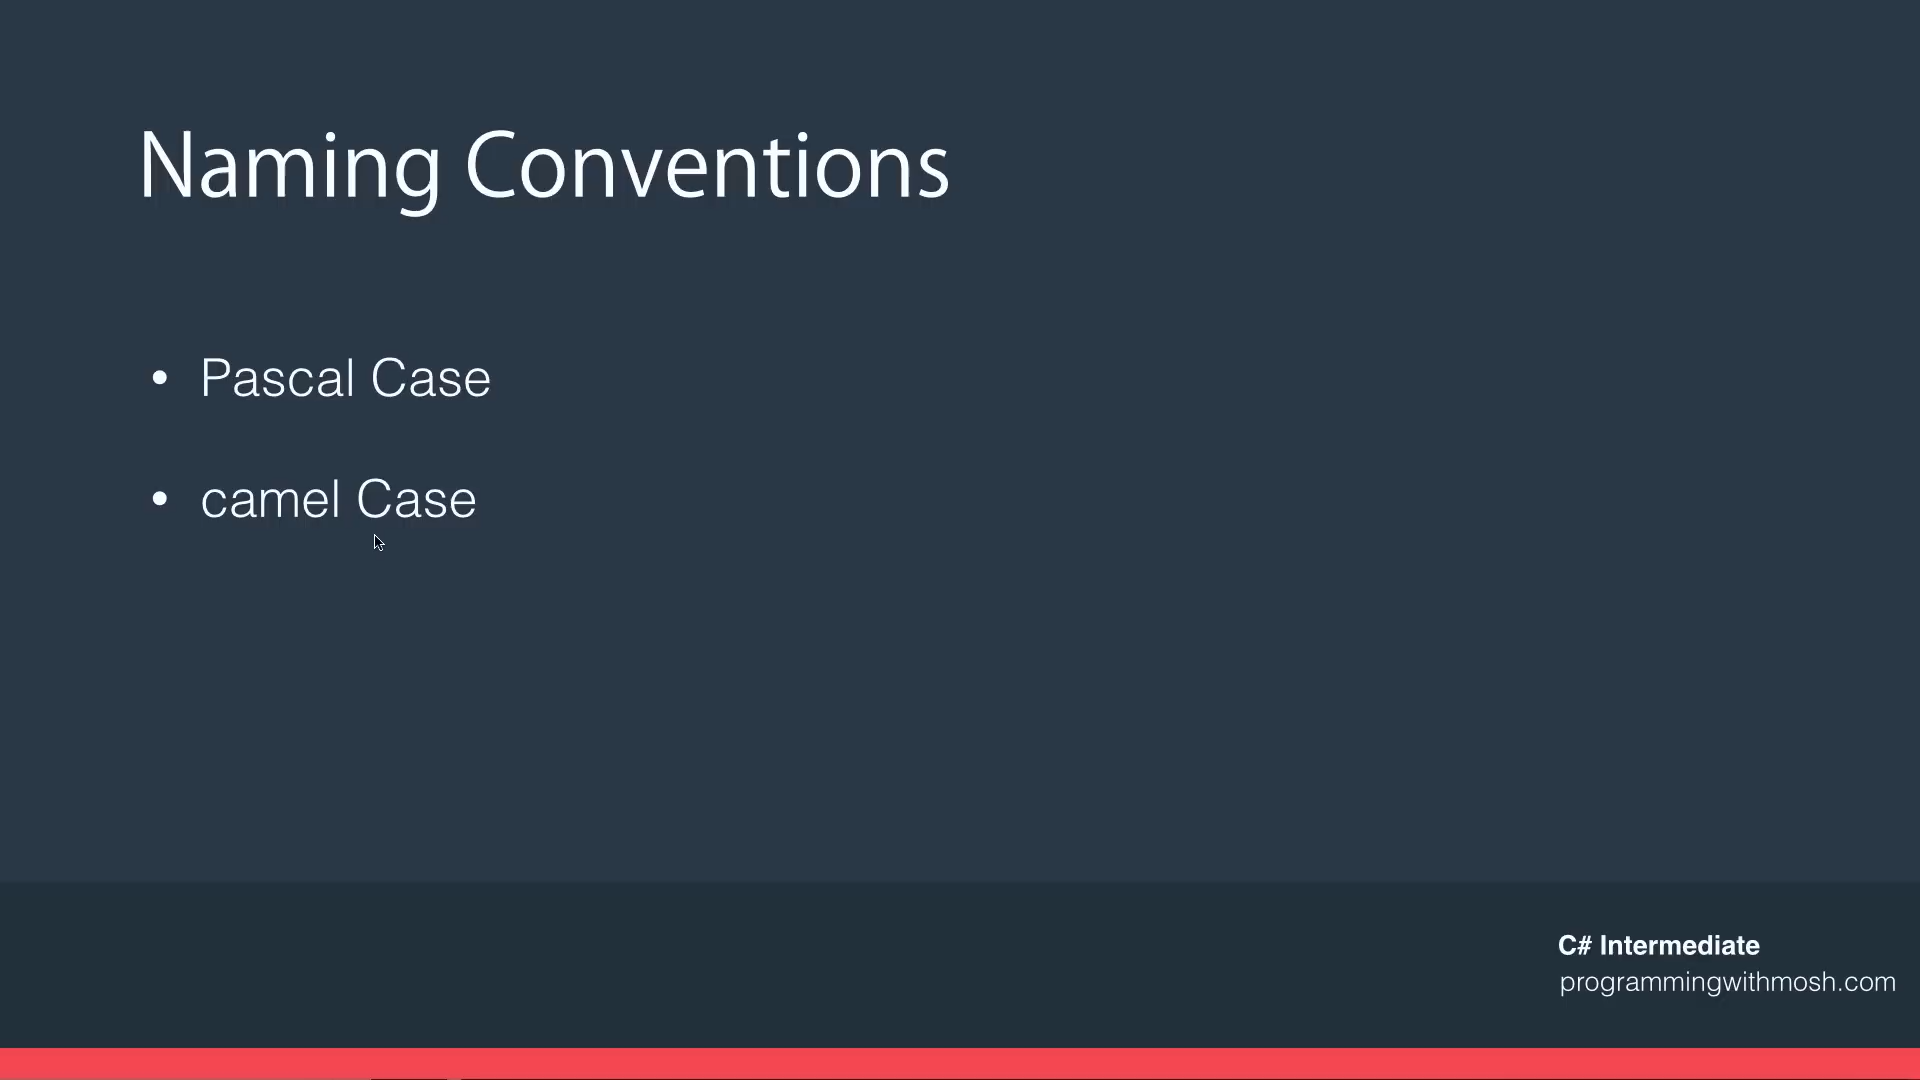 Naming Conventions
• Pascal Case
• camel Case
C# Intermediate
programmingwithmosh.com